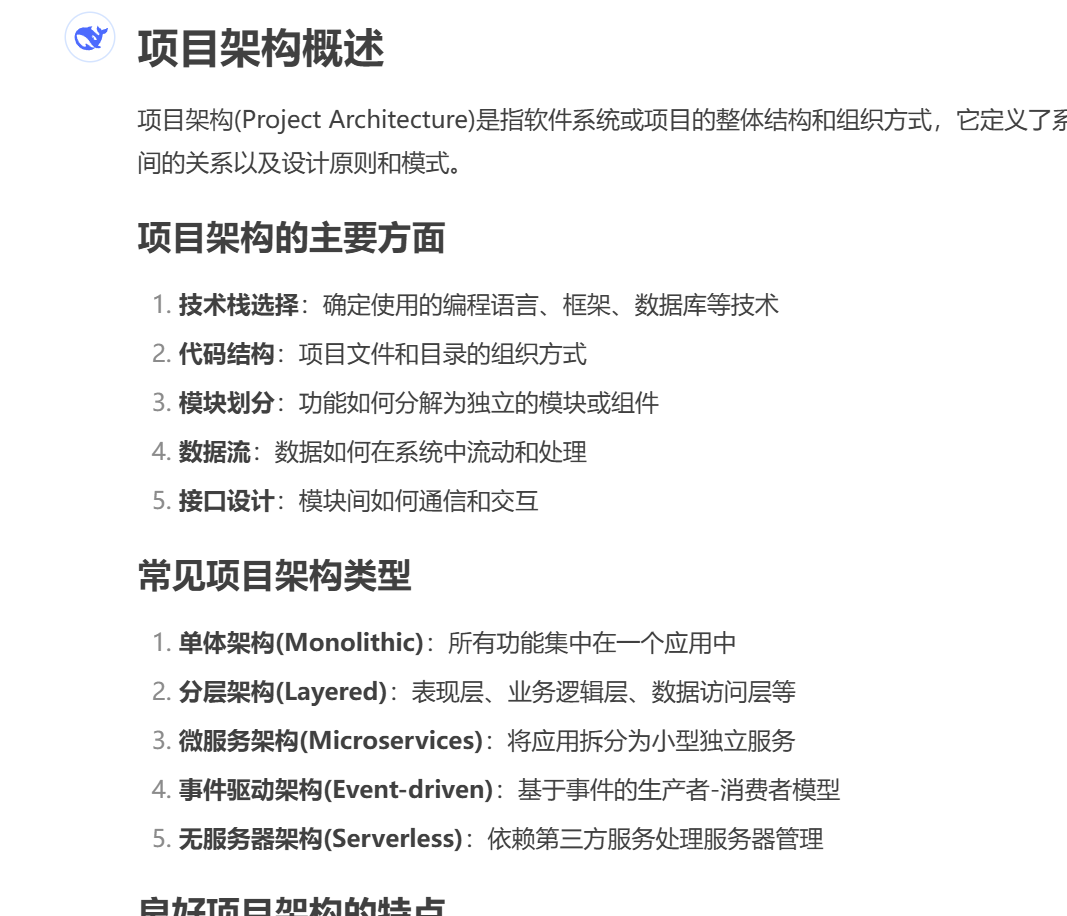 项目架构概述
项目架构(Project Architecture)是指软件系统或项目的整体结构和组织方式，它定义了系
间的关系以及设计原则和模式。
项目架构的主要方面
1. 技术栈选择：确定使用的编程语言、框架、数据库等技术
2. 代码结构：项目文件和目录的组织方式
3. 模块划分：功能如何分解为独立的模块或组件
4. 数据流：数据如何在系统中流动和处理
5. 接口设计：模块间如何通信和交互
常见项目架构类型
1. 单体架构(Monolithic)：所有功能集中在一个应用中
2. 分层架构(Layered)：表现层、业务逻辑层、数据访问层等
3. 微服务架构(Microservices)：将应用拆分为小型独立服务
4. 事件驱动架构(Event-driven)：基于事件的生产者-消费者模型
5. 无服务器架构(Serverless)：依赖第三方服务处理服务器管理
良好项目架构的特点